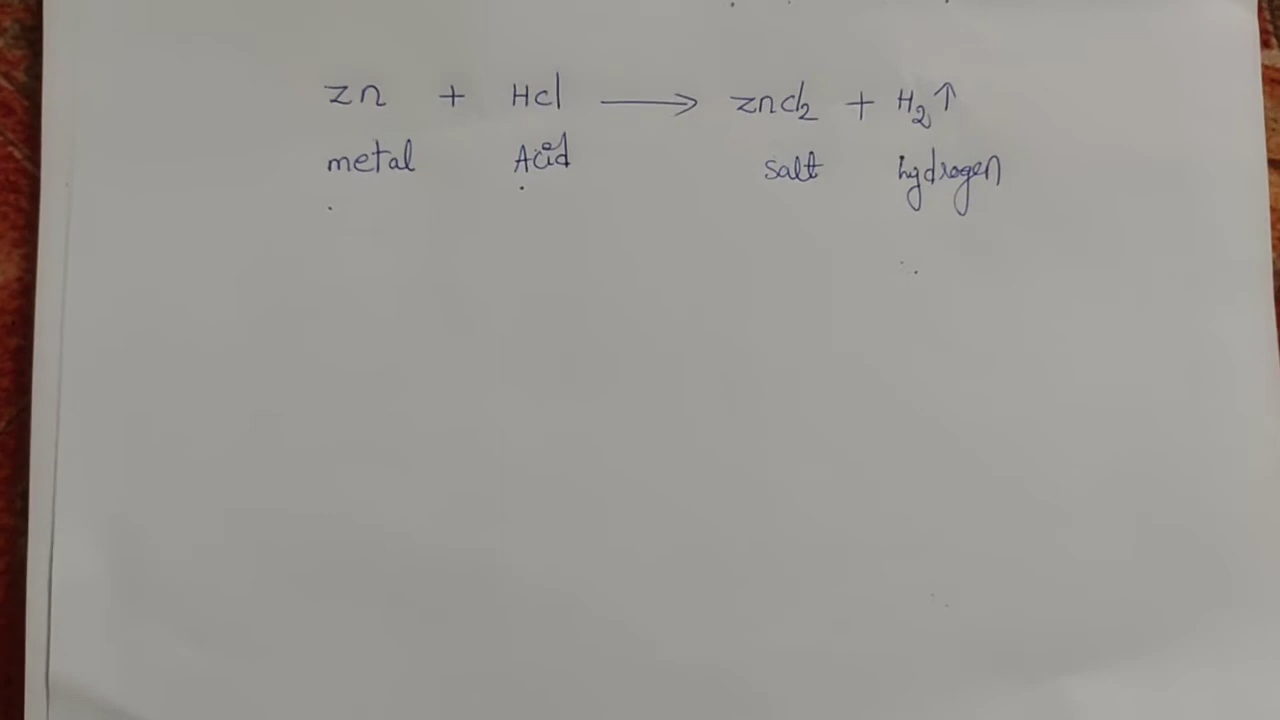 Zn + Hcl ⟶ Zncl₂ + H₂↑
metal Acid salt hydrogen